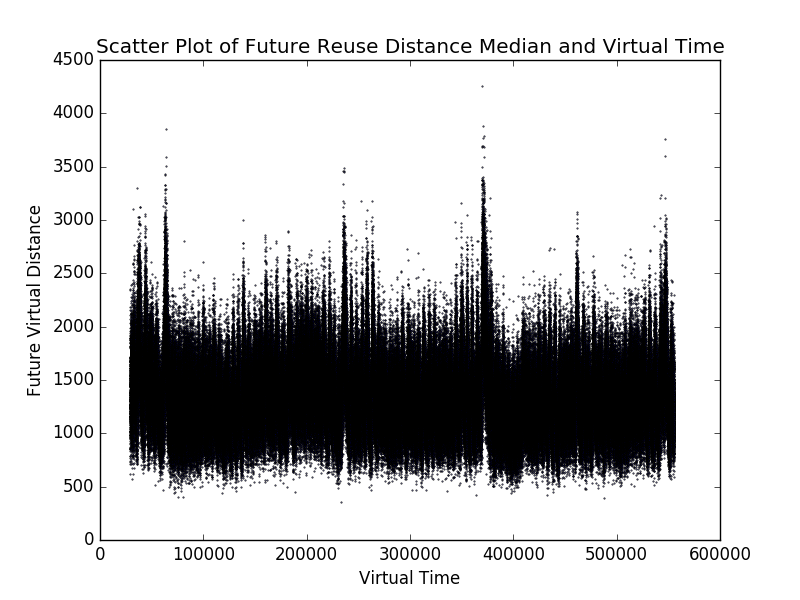 Scatter Plot of Future Reuse Distance Median and Virtual Time
4500
4000
3500
3000
2500
2000
1500
1000
500
0
Future Virtual Distance
0 100000 200000 300000 400000 500000 600000
Virtual Time